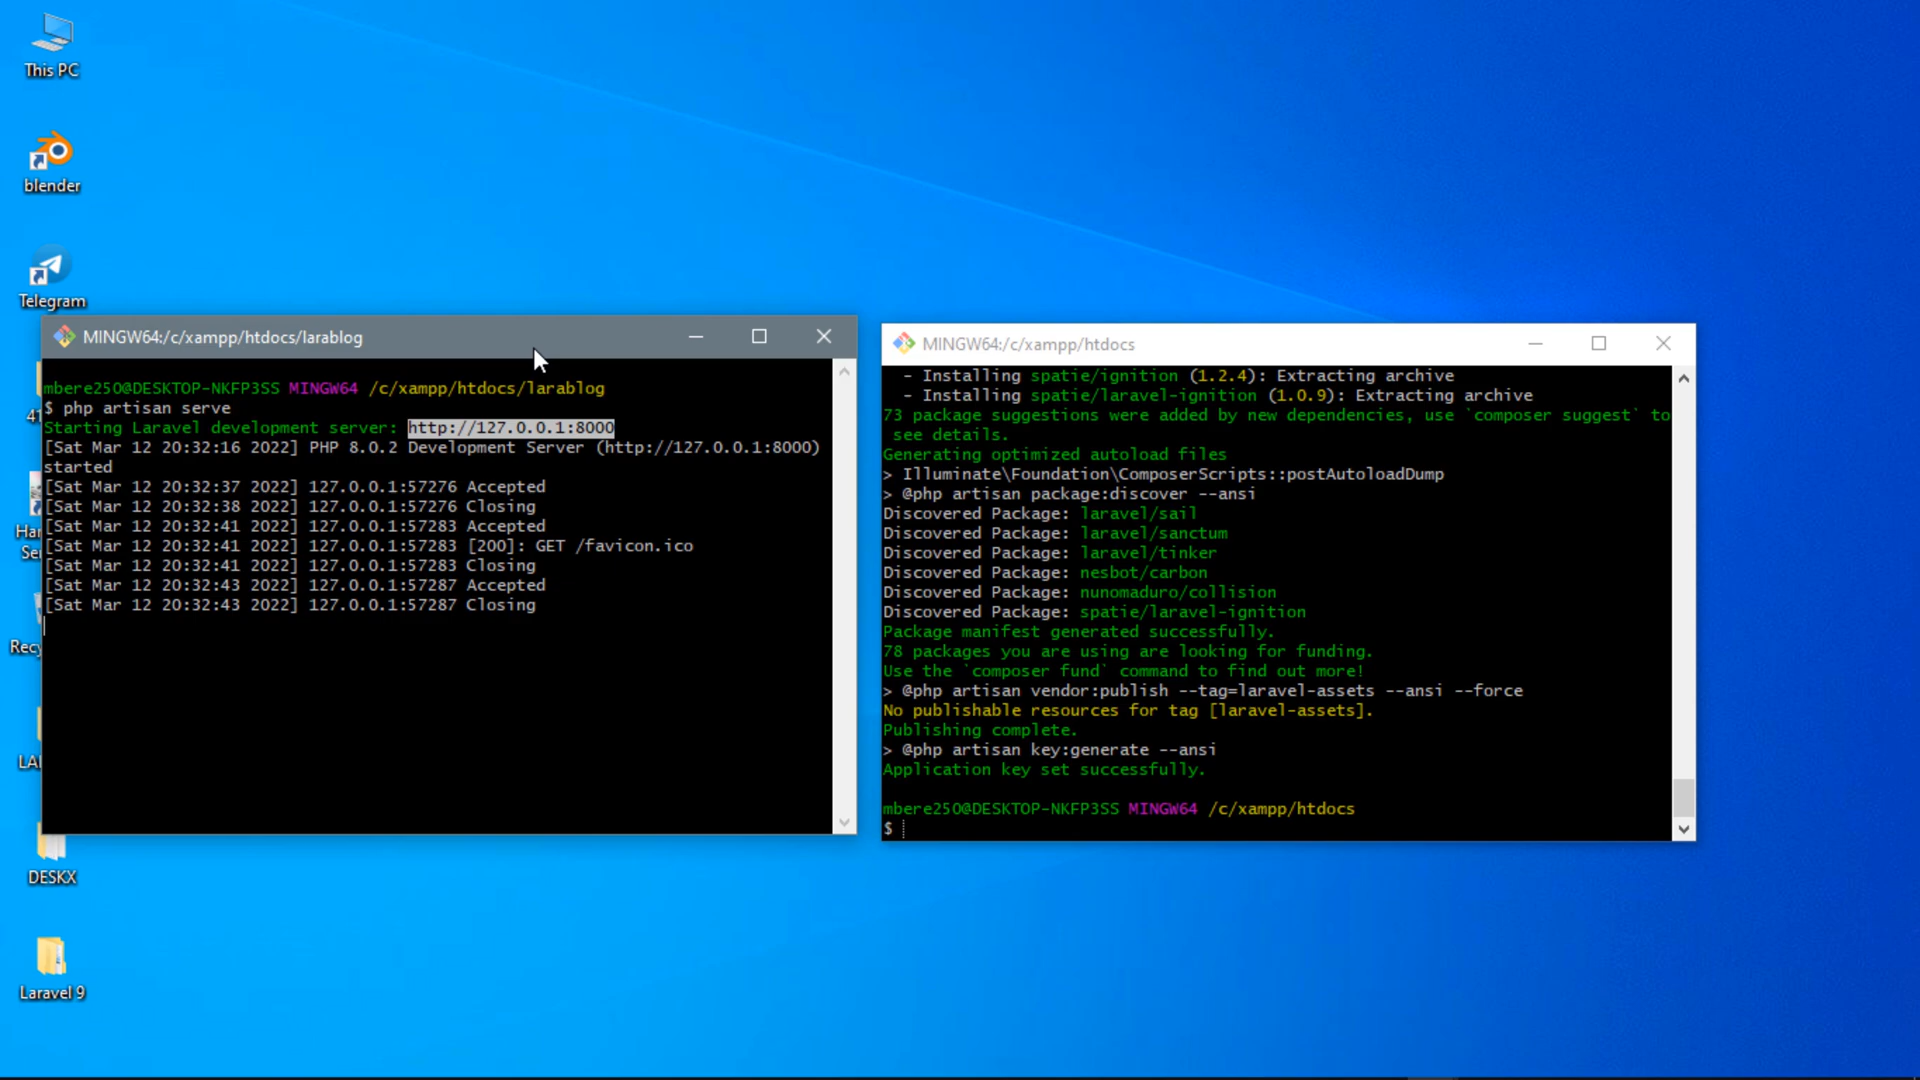 This PC
blender
Telegram
41
Har
Se
Recy
LA
DESKX
Laravel 9
MINGW64:/c/xampp/htdocs/larablog
mbere250@DESKTOP-NKFP3SS MINGW64 /c/xampp/htdocs/larablog
$ php artisan serve
Starting Laravel development server: http://127.0.0.1:8000
[Sat Mar 12 20:32:16 2022] PHP 8.0.2 Development Server (http://127.0.0.1:8000)
started
[Sat Mar 12 20:32:37 2022] 127.0.0.1:57276 Accepted
[Sat Mar 12 20:32:38 2022] 127.0.0.1:57276 Closing
[Sat Mar 12 20:32:41 2022] 127.0.0.1:57283 Accepted
[Sat Mar 12 20:32:41 2022] 127.0.0.1:57283 [200]: GET /favicon.ico
[Sat Mar 12 20:32:41 2022] 127.0.0.1:57283 Closing
[Sat Mar 12 20:32:43 2022] 127.0.0.1:57287 Accepted
[Sat Mar 12 20:32:43 2022] 127.0.0.1:57287 Closing
MINGW64:/c/xampp/htdocs
- Installing spatie/ignition (1.2.4): Extracting archive
- Installing spatie/laravel-ignition (1.0.9): Extracting archive
73 package suggestions were added by new dependencies, use `composer suggest` to
see details.
Generating optimized autoload files
> Illuminate\Foundation\ComposerScripts::postAutoloadDump
> @php artisan package:discover --ansi
Discovered Package: laravel/sail
Discovered Package: laravel/sanctum
Discovered Package: laravel/tinker
Discovered Package: nesbot/carbon
Discovered Package: nunomaduro/collision
Discovered Package: spatie/laravel-ignition
Package manifest generated successfully.
78 packages you are using are looking for funding.
Use the `composer fund` command to find out more!
> @php artisan vendor:publish --tag=laravel-assets --ansi --force
No publishable resources for tag [laravel-assets].
Publishing complete.
> @php artisan key:generate --ansi
Application key set successfully.
mbere250@DESKTOP-NKFP3SS MINGW64 /c/xampp/htdocs
$